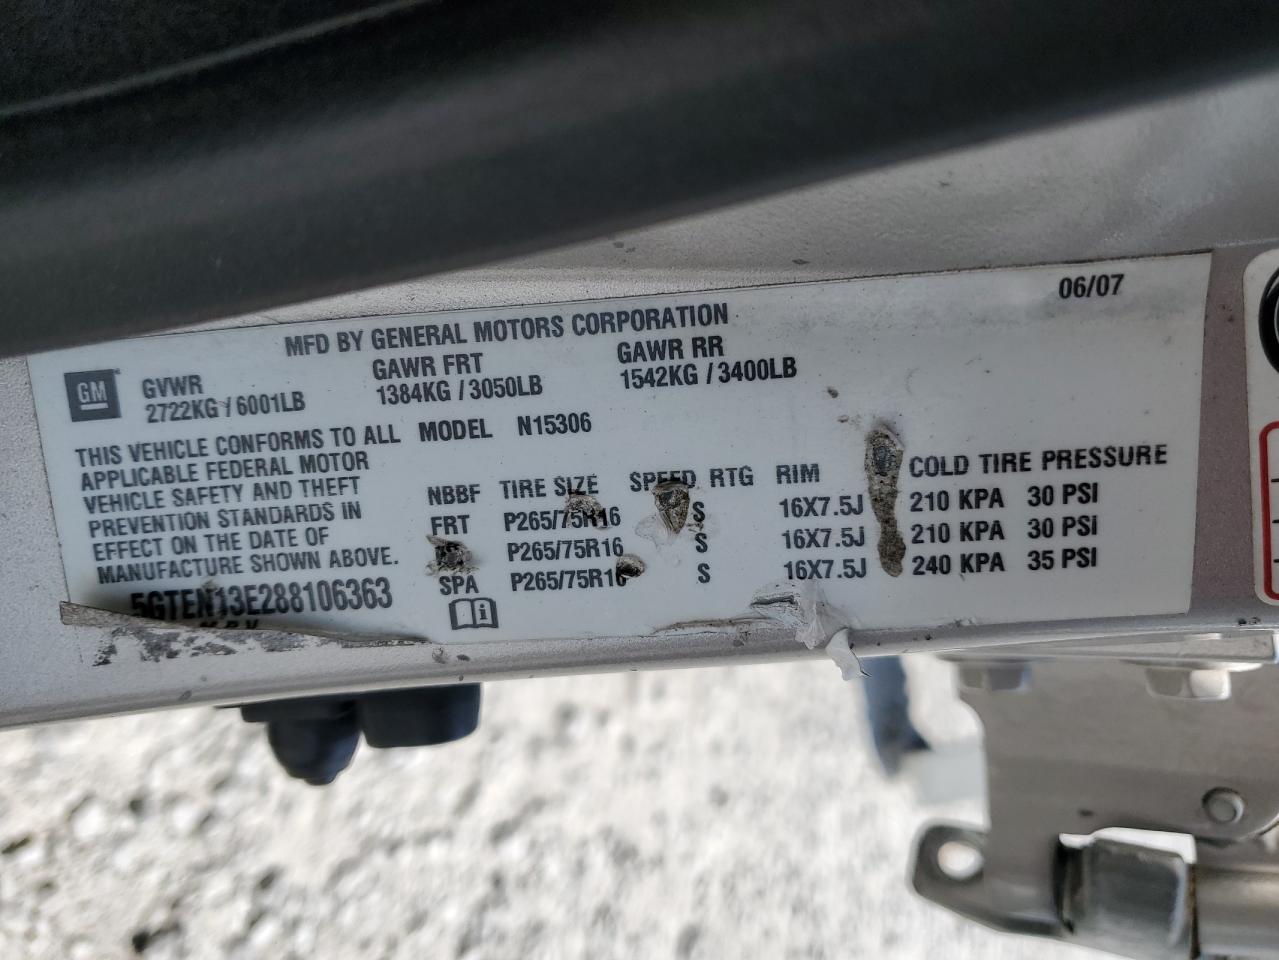 06/07
MFD BY GENERAL MOTORS CORPORATION
GM
GVWR GAWR FRT GAWR RR
2722KG / 6001LB 1384KG / 3050LB 1542KG / 3400LB
THIS VEHICLE CONFORMS TO ALL
APPLICABLE FEDERAL MOTOR
VEHICLE SAFETY AND THEFT
PREVENTION STANDARDS IN
EFFECT ON THE DATE OF
MANUFACTURE SHOWN ABOVE.
5GTEN13E288106363
MODEL N15306
NBBF TIRE SIZE SPEED RTG RIM COLD TIRE PRESSURE
FRT P265/75R16 S 16X7.5J 210 KPA 30 PSI
P265/75R16 S 16X7.5J 210 KPA 30 PSI
SPA P265/75R16 S 16X7.5J 240 KPA 35 PSI